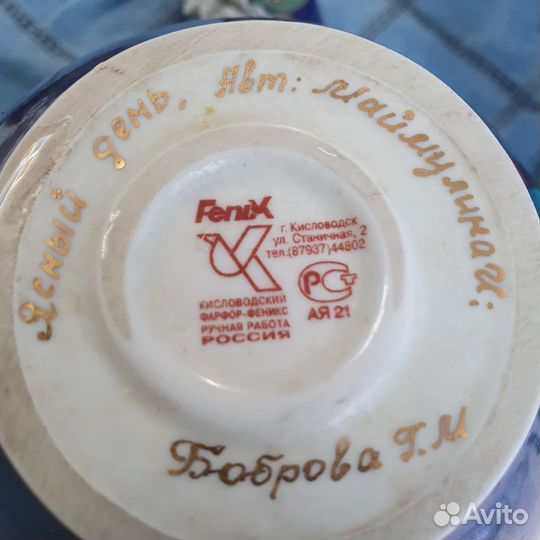 Ясный день. Авт: Маймулина И;
Fenix
г. Кисловодск
ул. Станичная, 2
тел.(87937)44802
КИСЛОВОДСКИЙ
ФАРФОР-ФЕНИКС
РУЧНАЯ РАБОТА
РОССИЯ
РСТ
АЯ 21
Боброва Г.М
Avito